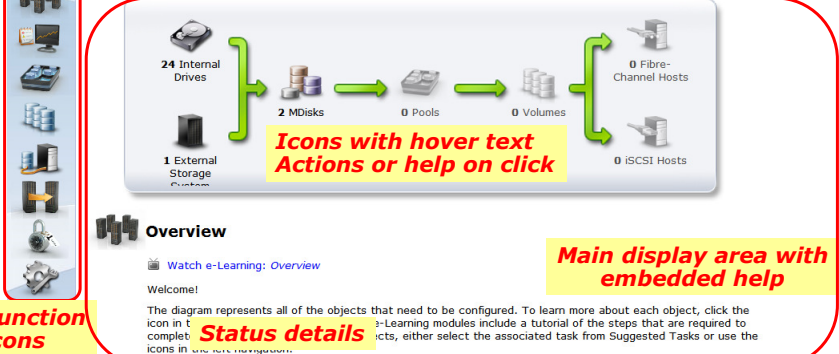 24 Internal
Drives
0 Fibre-
Channel Hosts
2 MDisks
0 Pools
0 Volumes
Icons with hover text
Actions or help on click
1 External
Storage
System
0 iSCSI Hosts
Overview
Main display area with
embedded help
Watch e-Learning: Overview
Welcome!
The diagram represents all of the objects that need to be configured. To learn more about each object, click the
icon in t e-Learning modules include a tutorial of the steps that are required to
complet ects, either select the associated task from Suggested Tasks or use the
icons in the left navigation.
Status details
unction
cons